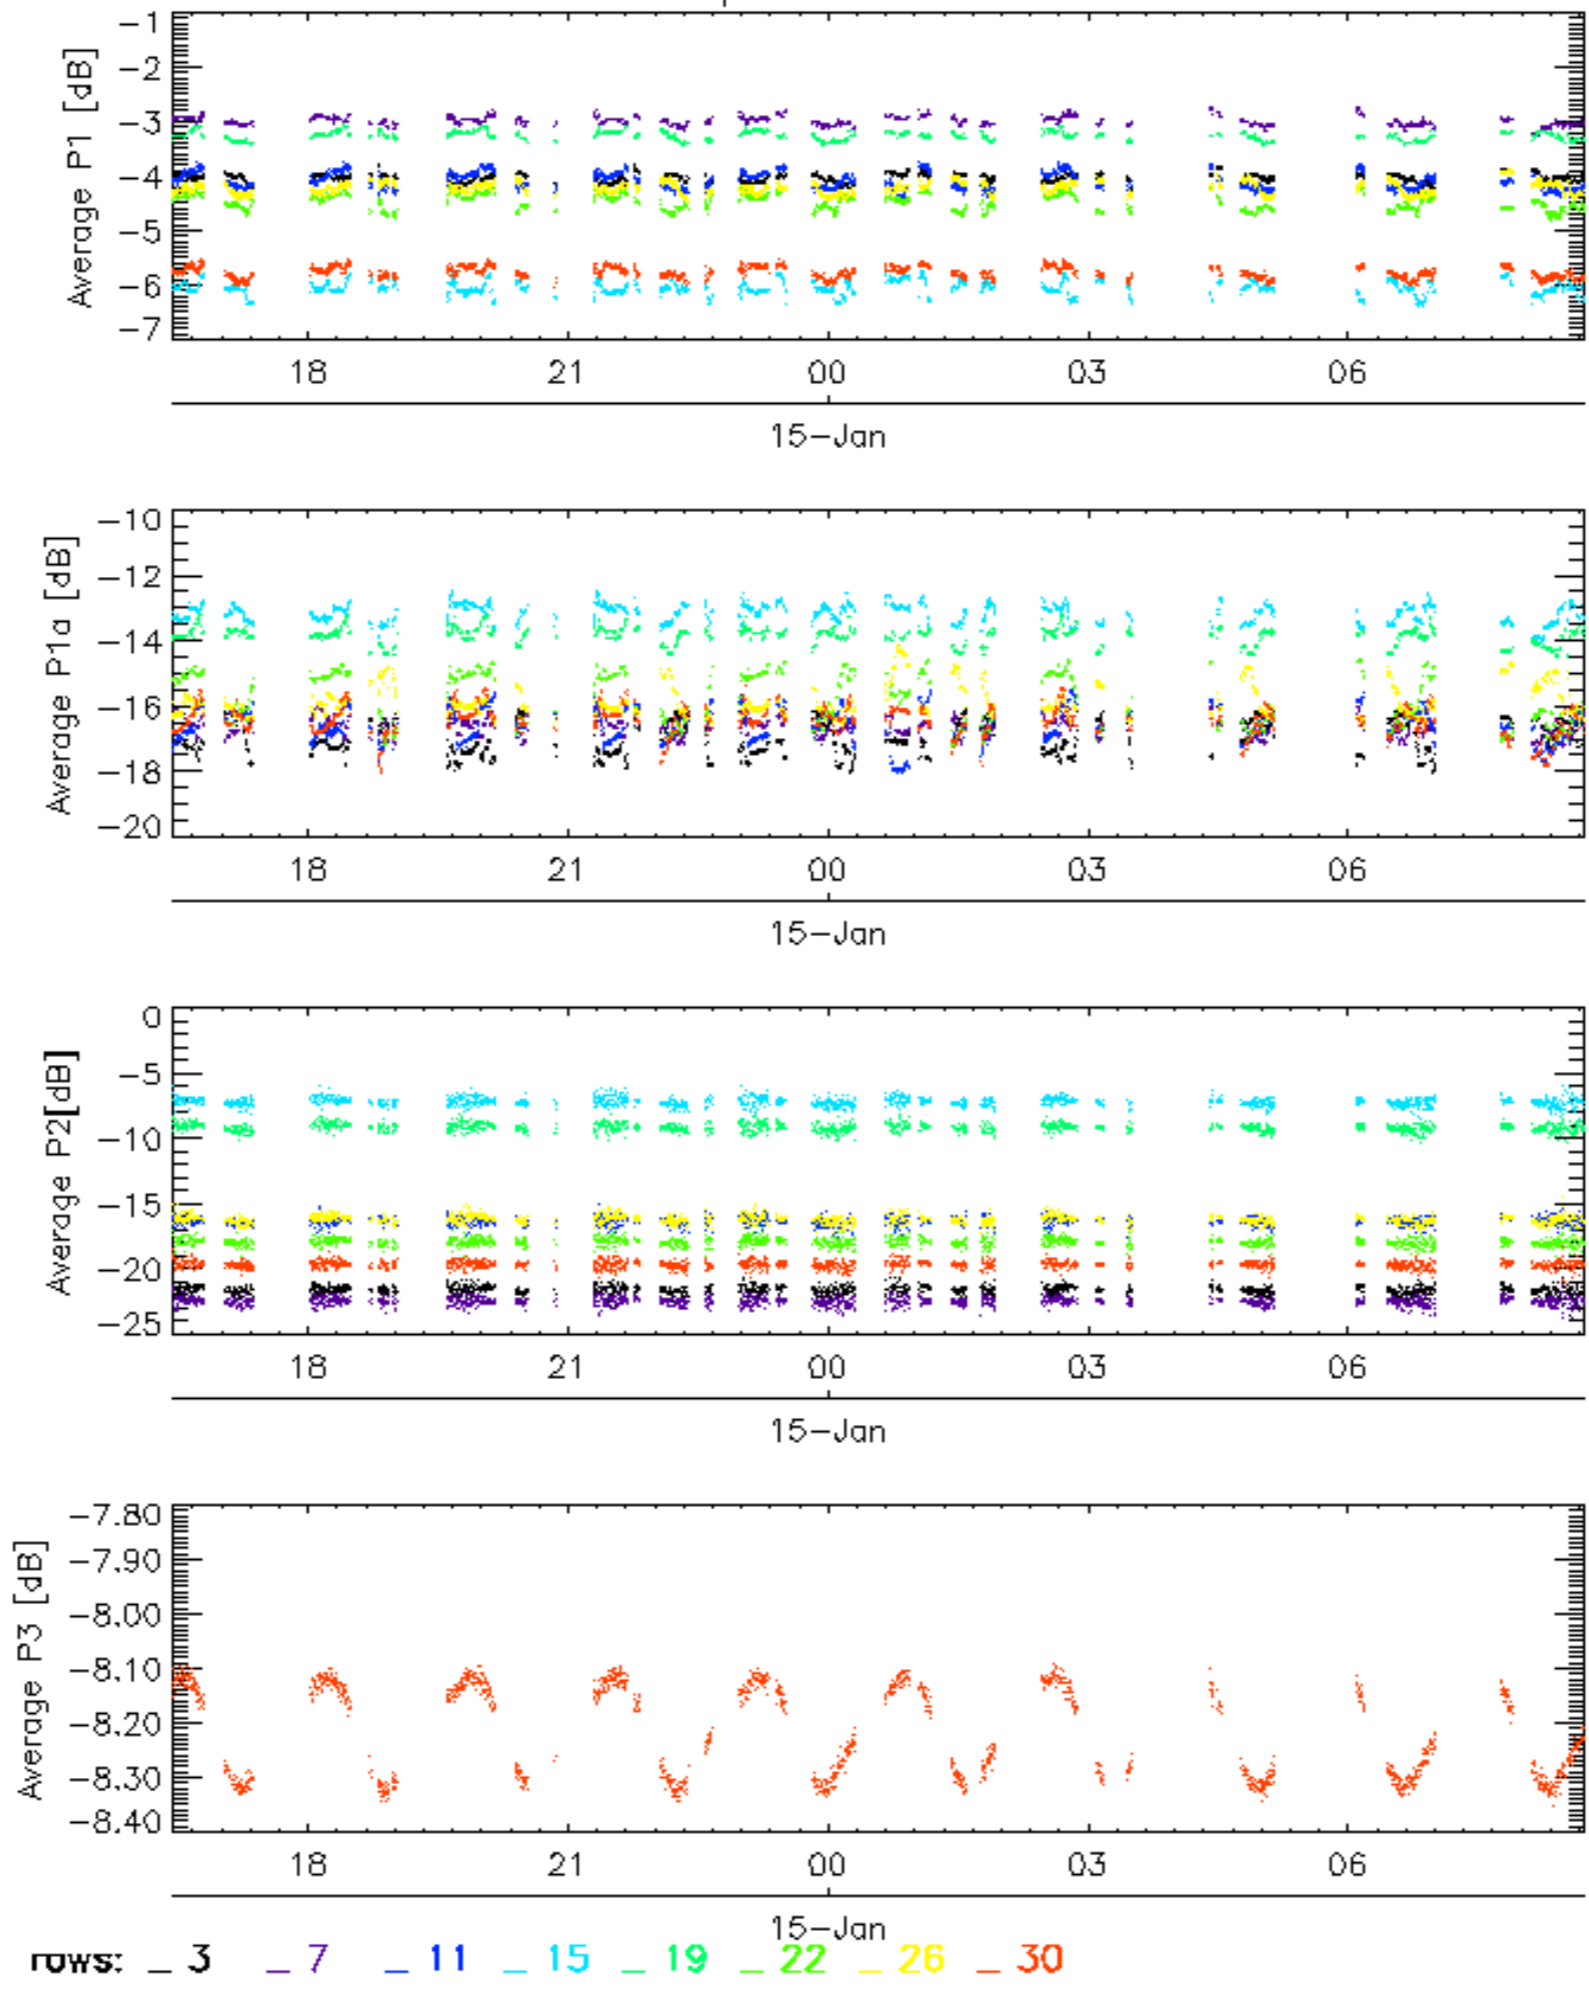 Average P1 [dB]
-1
-2
-3
-4
-5
-6
-7
18 21 00 03 06
15-Jan
Average P1a [dB]
-10
-12
-14
-16
-18
-20
18 21 00 03 06
15-Jan
Average P2[dB]
0
-5
-10
-15
-20
-25
18 21 00 03 06
15-Jan
Average P3 [dB]
-7.80
-7.90
-8.00
-8.10
-8.20
-8.30
-8.40
18 21 00 03 06
15-Jan
rows: _ 3 _ 7 _ 11 _ 15 _ 19 _ 22 _ 26 _ 30